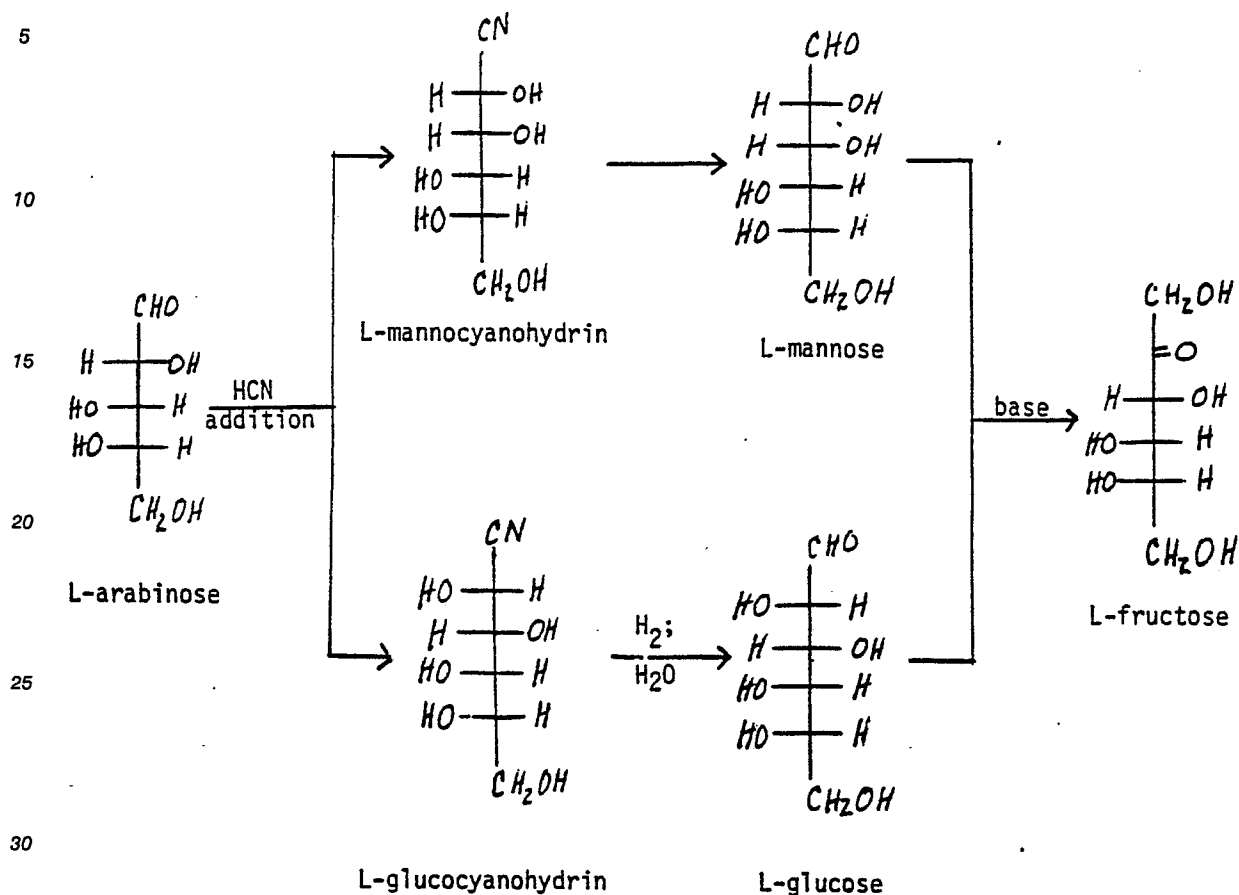 5
10
15
20
25
30
CHO
H OH
HO H
HO H
CH2OH
L-arabinose
HCN
addition
CN
H OH
H OH
HO H
HO H
CH2OH
L-mannocyanohydrin
CHO
H OH
H OH
HO H
HO H
CH2OH
L-mannose
CN
HO H
H OH
HO H
HO H
CH2OH
L-glucocyanohydrin
H2;
H2O
CHO
HO H
H OH
HO H
HO H
CH2OH
L-glucose
base
CH2OH
=O
H OH
HO H
HO H
CH2OH
L-fructose